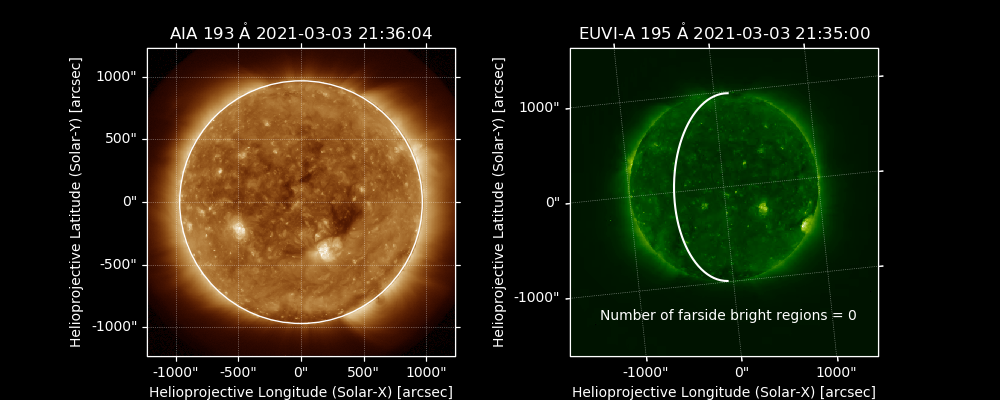 AIA 193 Å 2021-03-03 21:36:04
Helioprojective Latitude (Solar-Y) [arcsec]
1000"
500"
0"
-500"
-1000"
-1000"
-500"
0"
500"
1000"
Helioprojective Longitude (Solar-X) [arcsec]
EUVI-A 195 Å 2021-03-03 21:35:00
Helioprojective Latitude (Solar-Y) [arcsec]
1000"
0"
-1000"
Number of farside bright regions = 0
-1000"
0"
1000"
Helioprojective Longitude (Solar-X) [arcsec]